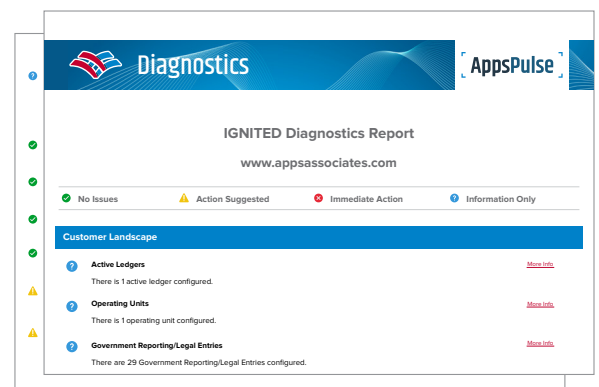 Diagnostics
AppsPulse
IGNITED Diagnostics Report
www.appsassociates.com
No Issues Action Suggested Immediate Action Information Only
Customer Landscape
Active Ledgers More Info
There is 1 active ledger configured.
Operating Units More Info
There is 1 operating unit configured.
Government Reporting/Legal Entries More Info
There are 29 Government Reporting/Legal Entries configured.